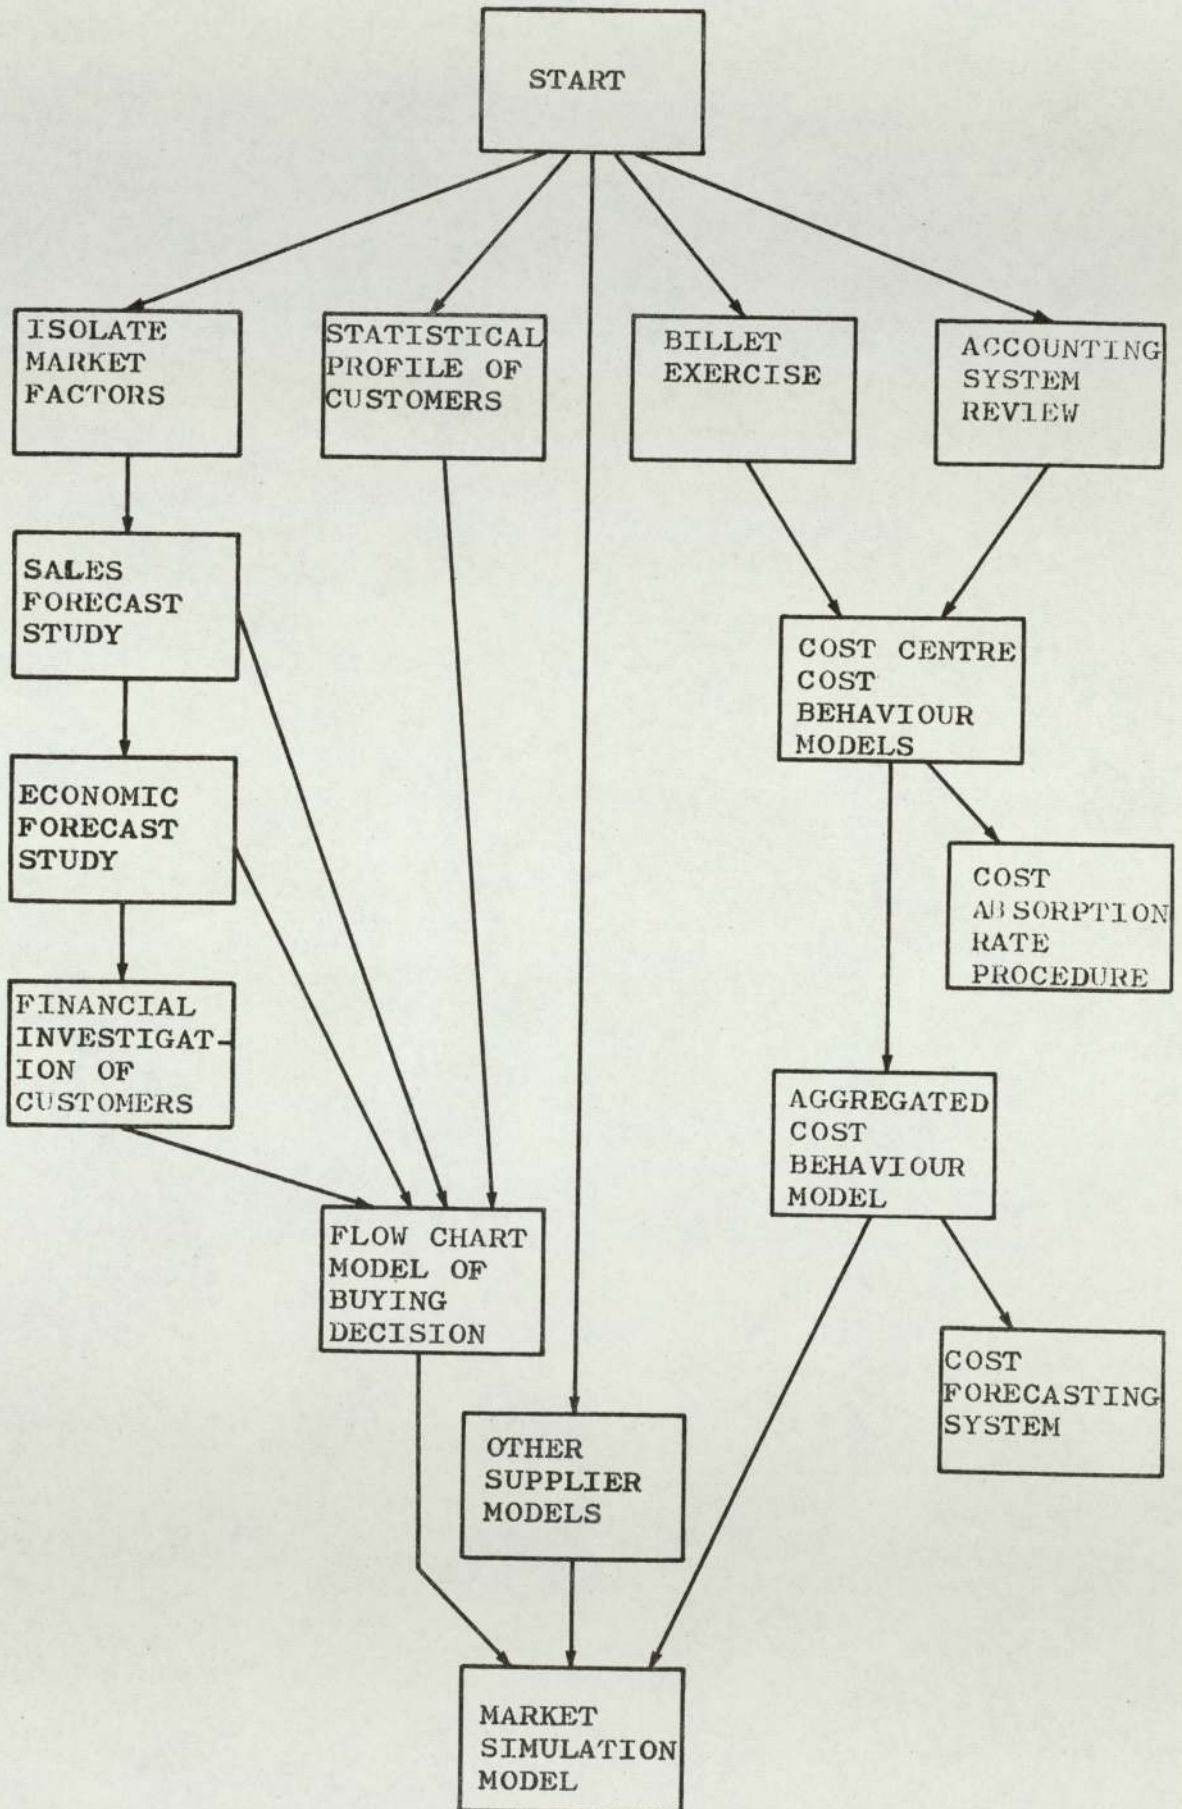 START
ISOLATE
MARKET
FACTORS
STATISTICAL
PROFILE OF
CUSTOMERS
BILLET
EXERCISE
ACCOUNTING
SYSTEM
REVIEW
SALES
FORECAST
STUDY
COST CENTRE
COST
BEHAVIOUR
MODELS
ECONOMIC
FORECAST
STUDY
COST
ABSORPTION
RATE
PROCEDURE
FINANCIAL
INVESTIGAT-
ION OF
CUSTOMERS
AGGREGATED
COST
BEHAVIOUR
MODEL
FLOW CHART
MODEL OF
BUYING
DECISION
COST
FORECASTING
SYSTEM
OTHER
SUPPLIER
MODELS
MARKET
SIMULATION
MODEL